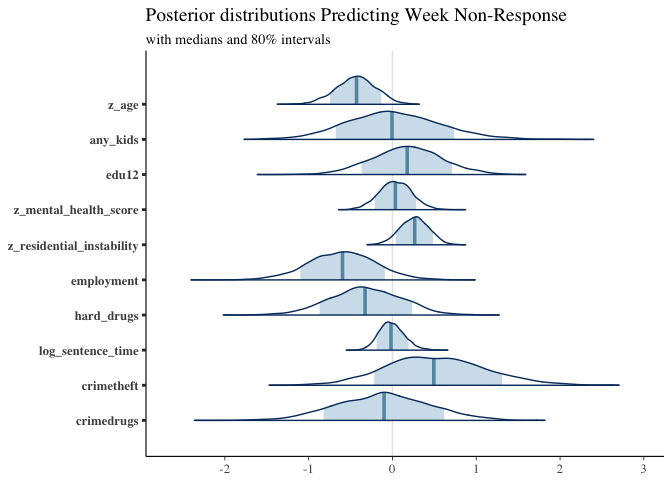 Posterior distributions Predicting Week Non-Response
with medians and 80% intervals
z_age
any_kids
edu12
z_mental_health_score
z_residential_instability
employment
hard_drugs
log_sentence_time
crimetheft
crimedrugs
-2 -1 0 1 2 3